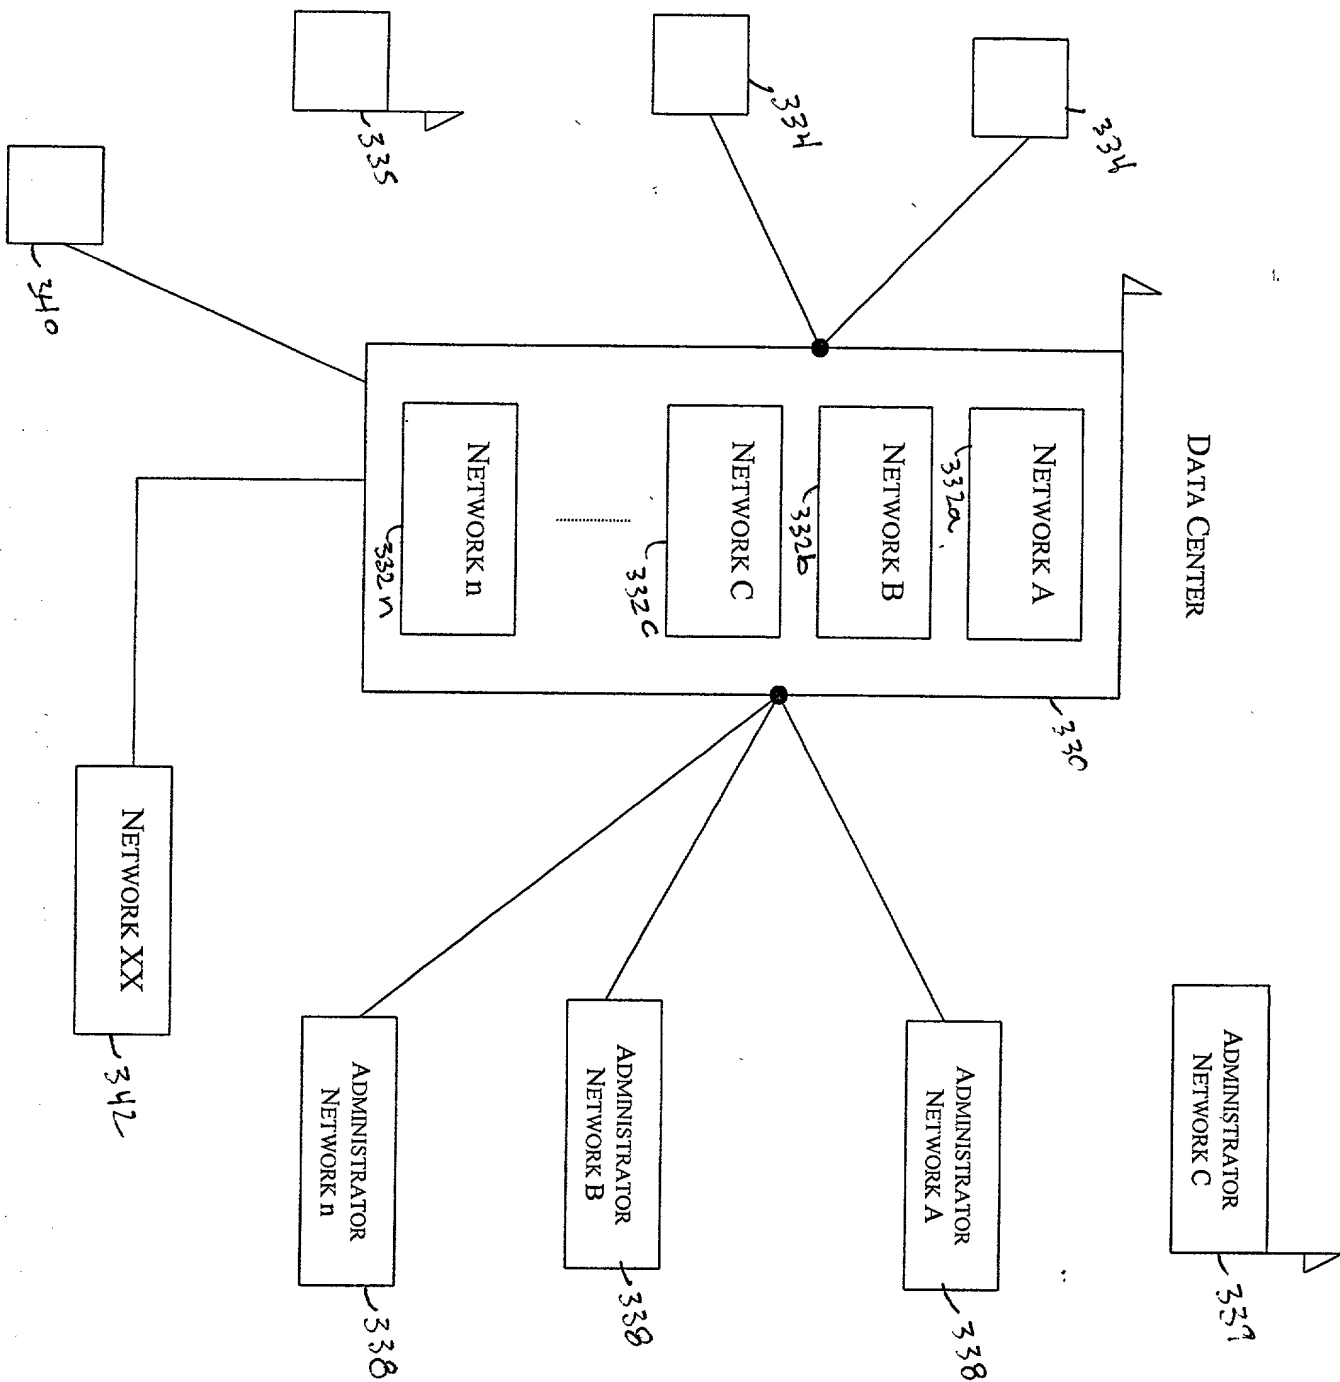 DATA CENTER
334
334
335
340
NETWORK A
332a
NETWORK B
332b
NETWORK C
332c
NETWORK n
332n
330
NETWORK XX
342
ADMINISTRATOR
NETWORK C
339
ADMINISTRATOR
NETWORK A
338
ADMINISTRATOR
NETWORK B
338
ADMINISTRATOR
NETWORK n
338